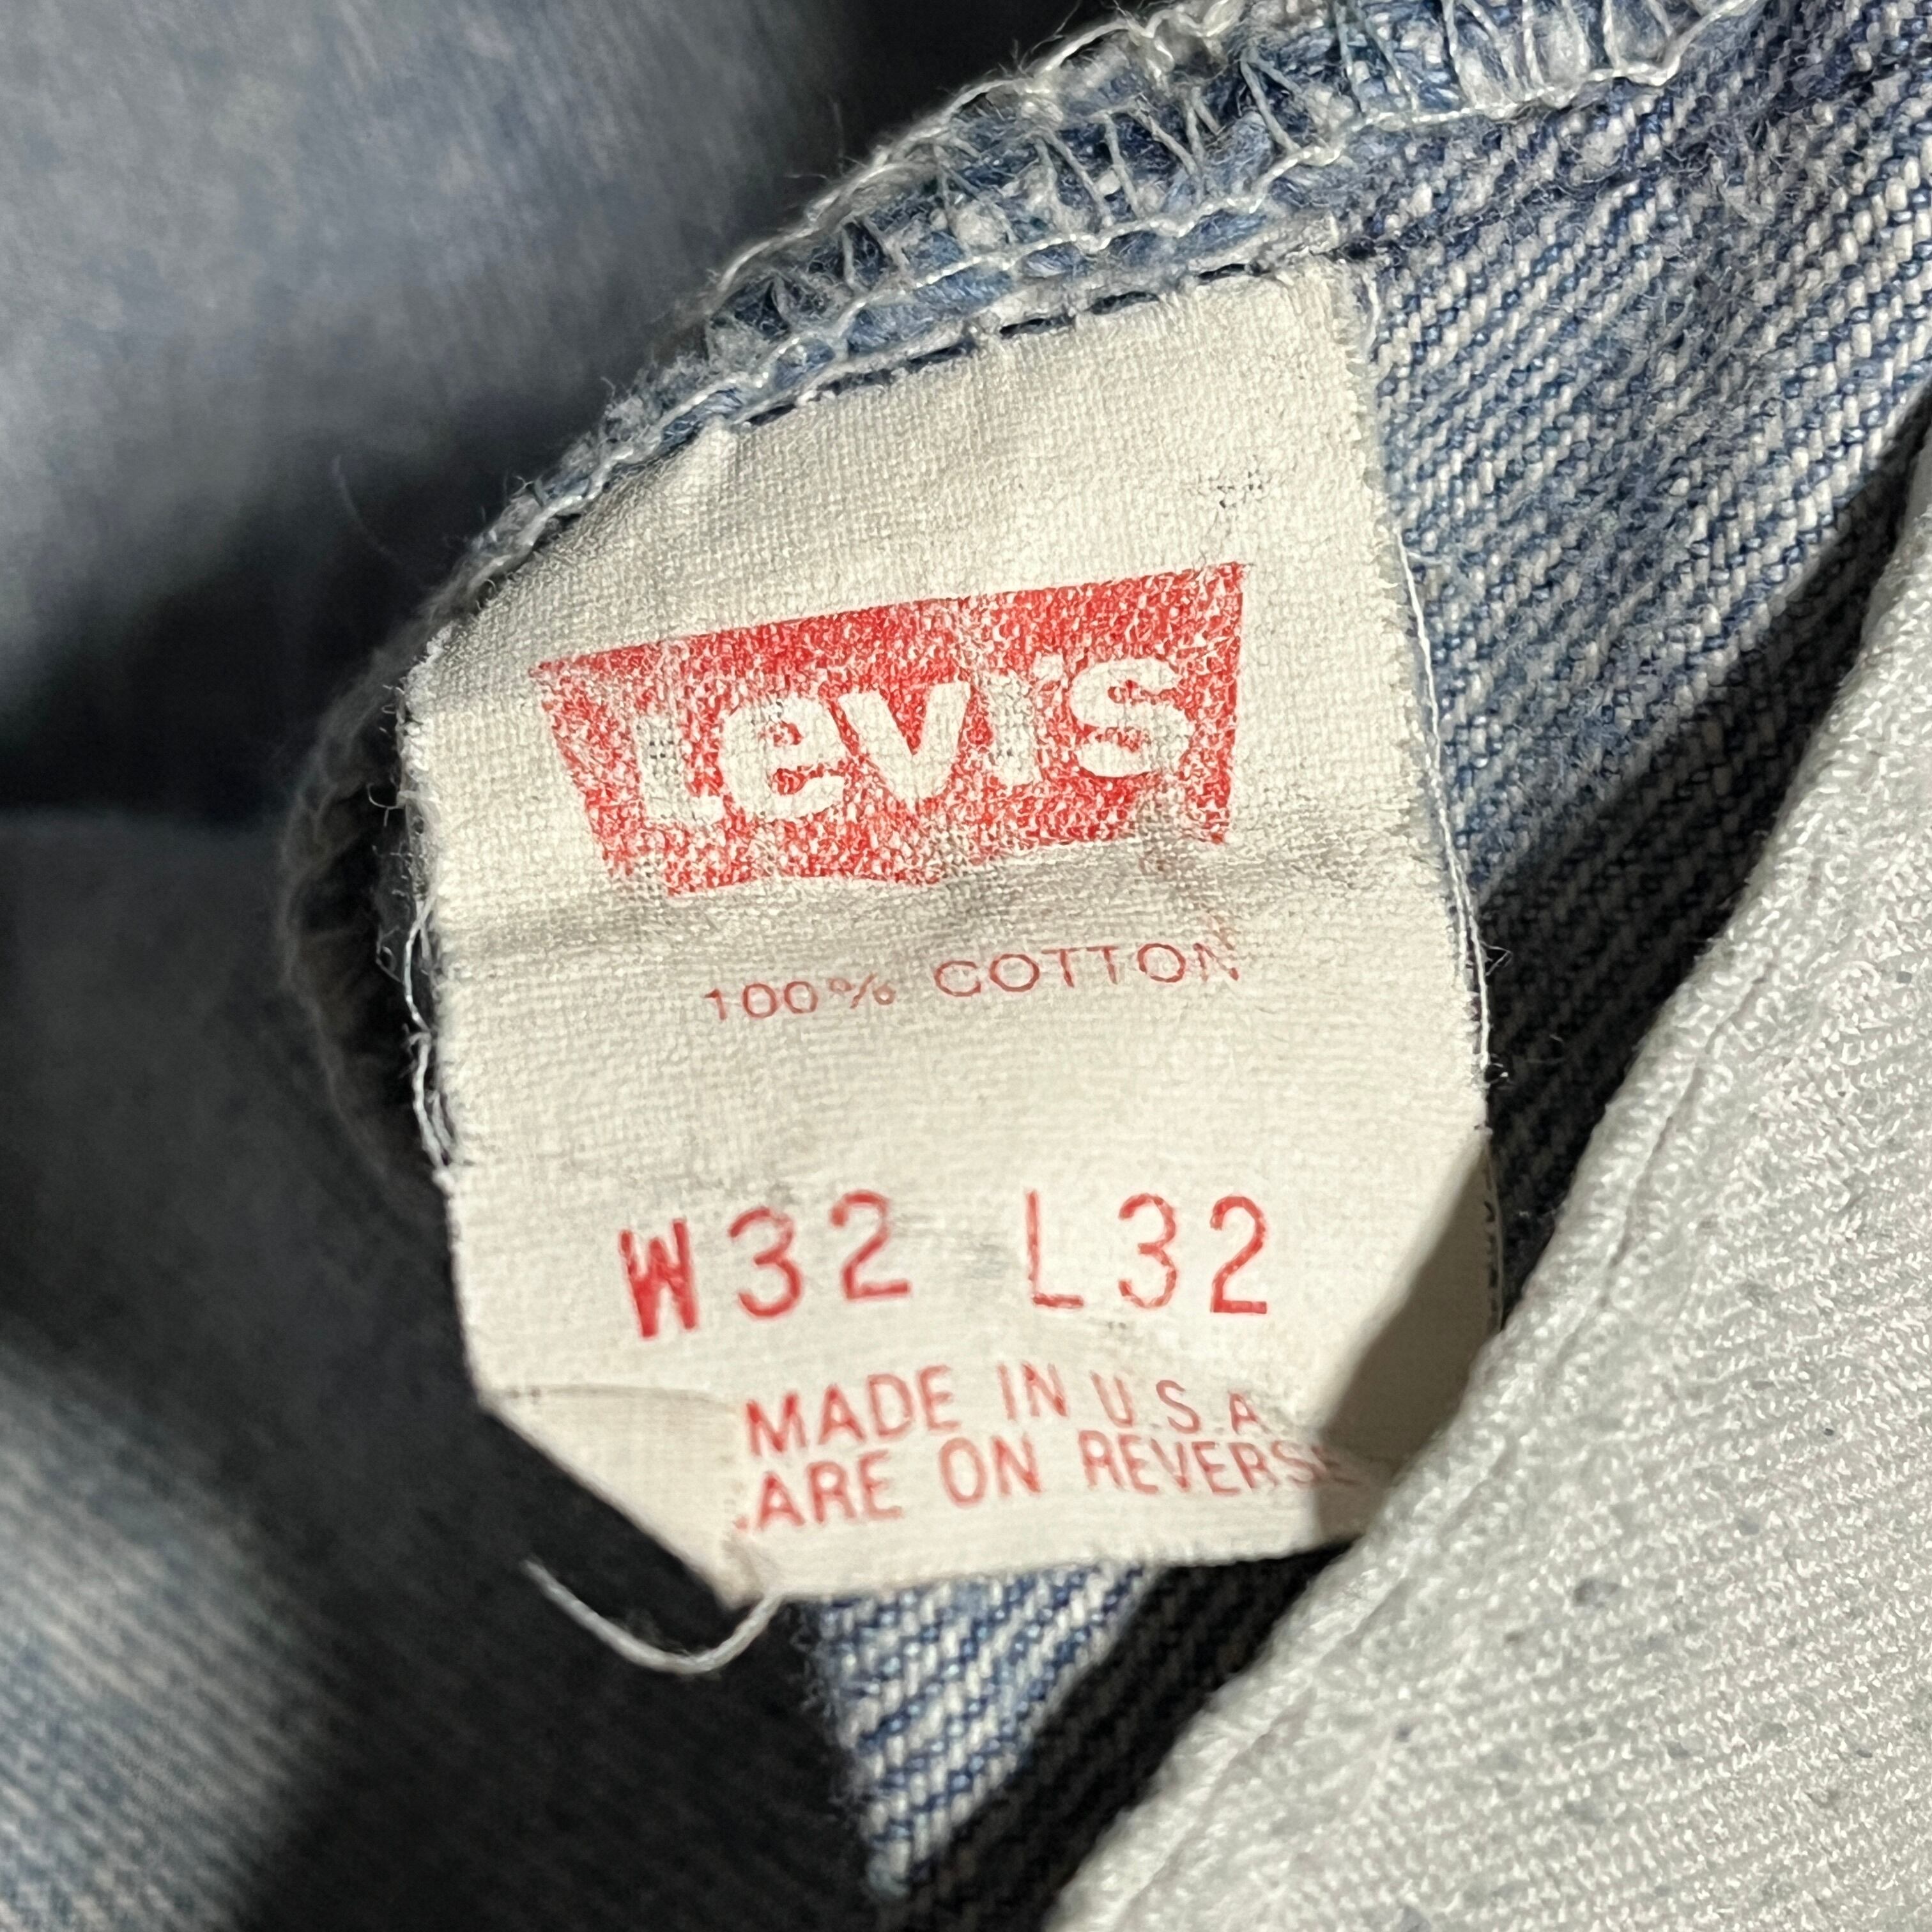 Levi's
100% COTTON
W32 L32
MADE IN U.S.A.
ARE ON REVERSE